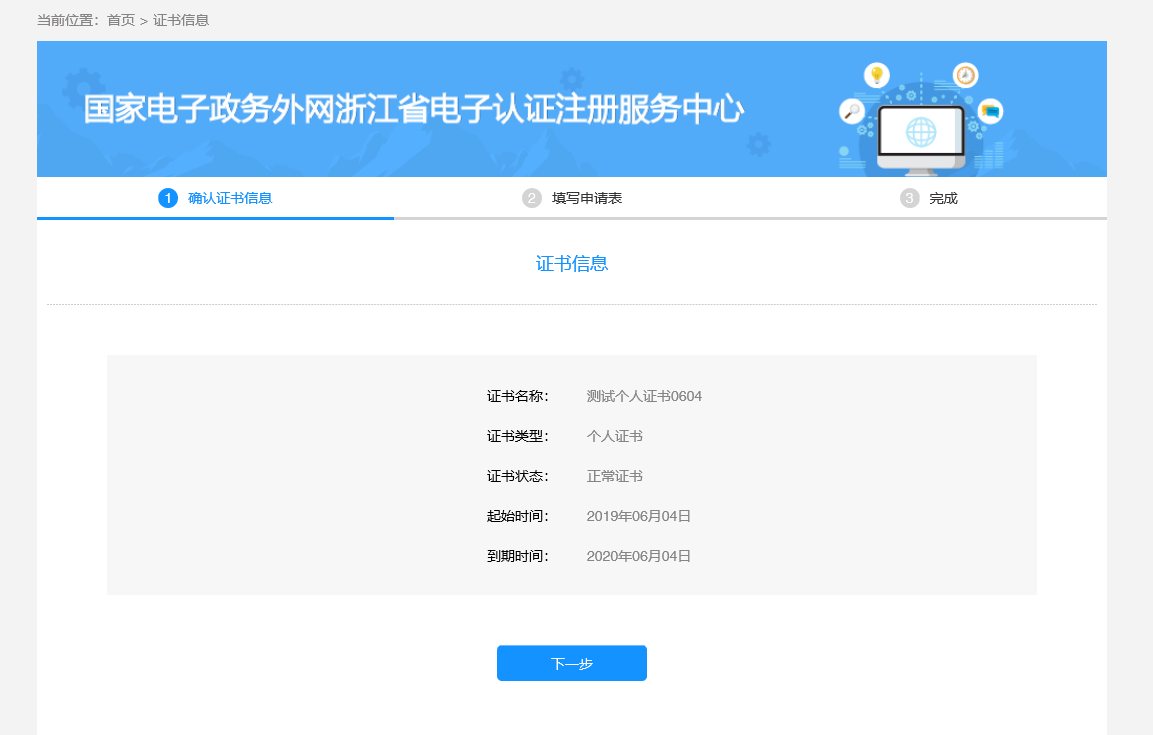 当前位置：首页 > 证书信息
国家电子政务外网浙江省电子认证注册服务中心
1 确认证书信息 2 填写申请表 3 完成
证书信息
证书名称： 测试个人证书0604
证书类型： 个人证书
证书状态： 正常证书
起始时间： 2019年06月04日
到期时间： 2020年06月04日
下一步